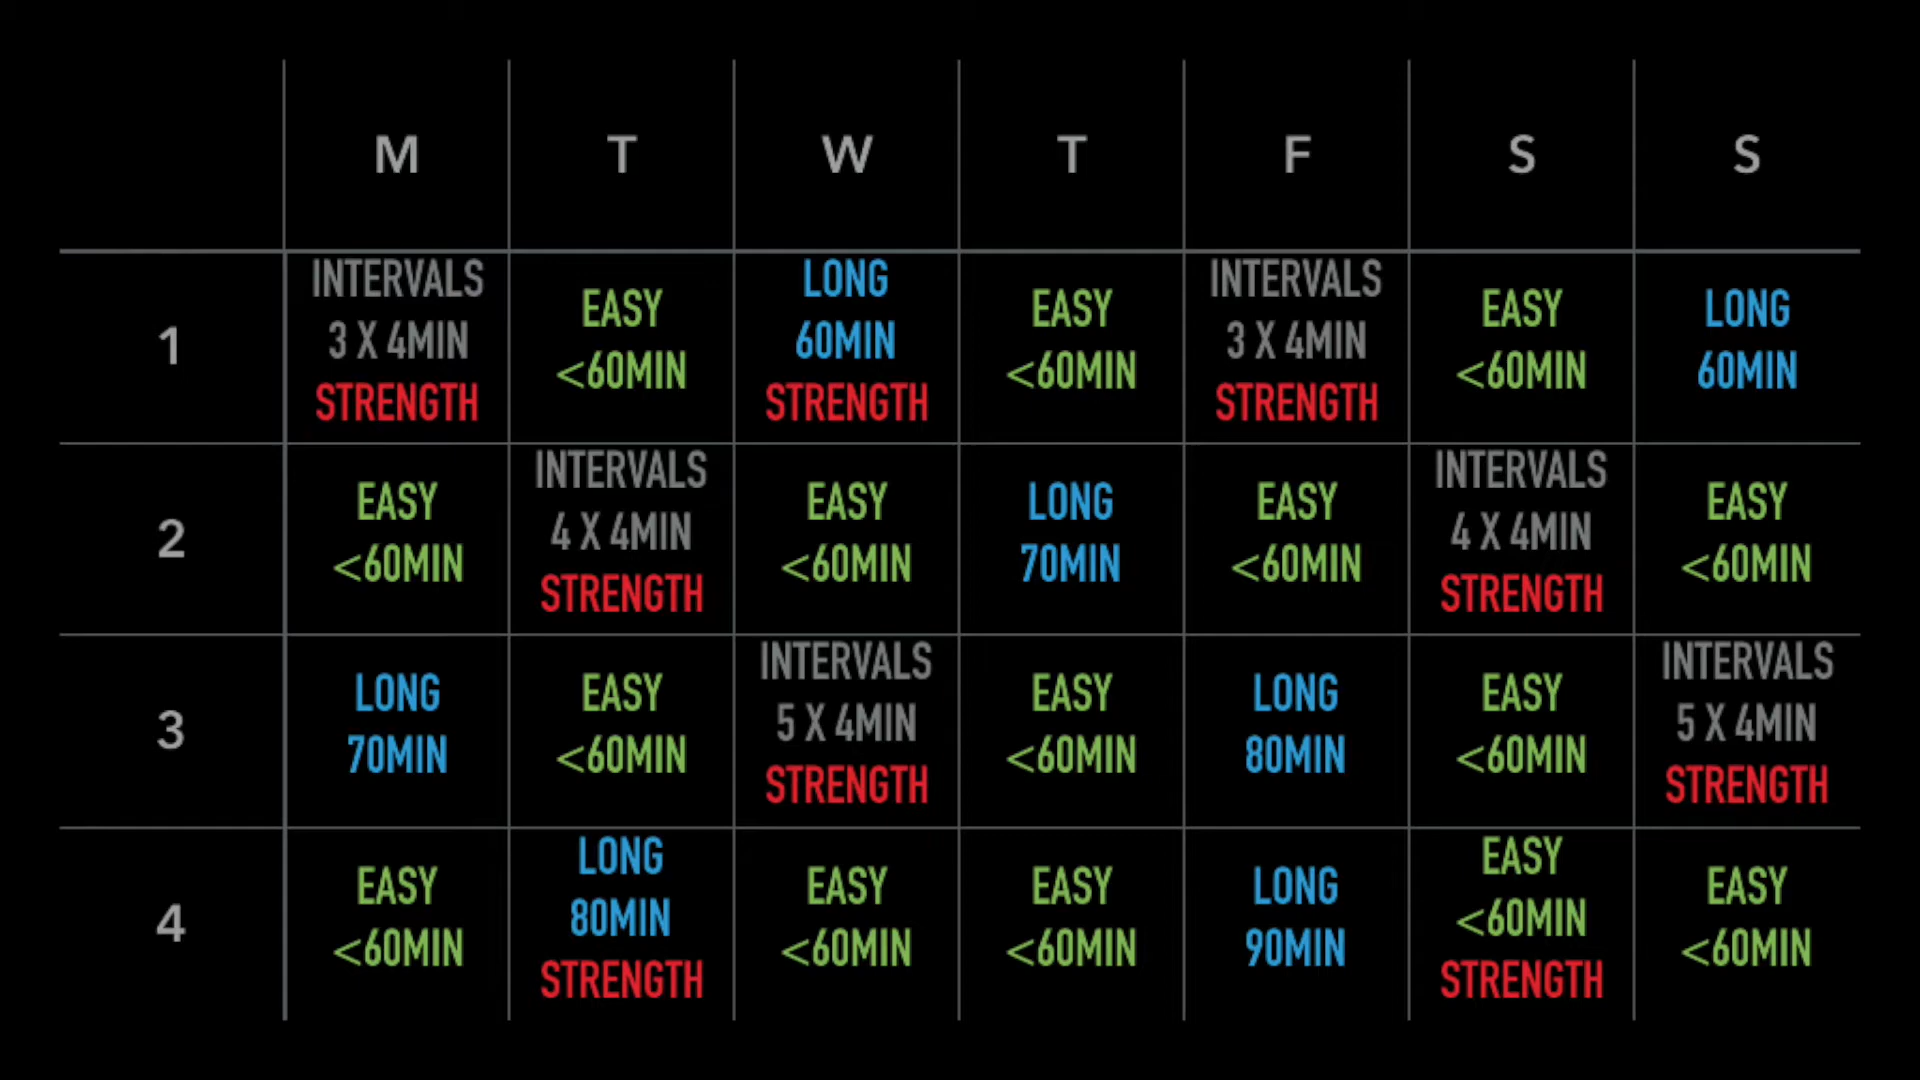 M T W T F S S
1
INTERVALS
3 X 4MIN
STRENGTH
EASY
<60MIN
LONG
60MIN
STRENGTH
EASY
<60MIN
INTERVALS
3 X 4MIN
STRENGTH
EASY
<60MIN
LONG
60MIN
2
EASY
<60MIN
INTERVALS
4 X 4MIN
STRENGTH
EASY
<60MIN
LONG
70MIN
EASY
<60MIN
INTERVALS
4 X 4MIN
STRENGTH
EASY
<60MIN
3
LONG
70MIN
EASY
<60MIN
INTERVALS
5 X 4MIN
STRENGTH
EASY
<60MIN
LONG
80MIN
EASY
<60MIN
INTERVALS
5 X 4MIN
STRENGTH
4
EASY
<60MIN
LONG
80MIN
STRENGTH
EASY
<60MIN
EASY
<60MIN
LONG
90MIN
EASY
<60MIN
STRENGTH
EASY
<60MIN